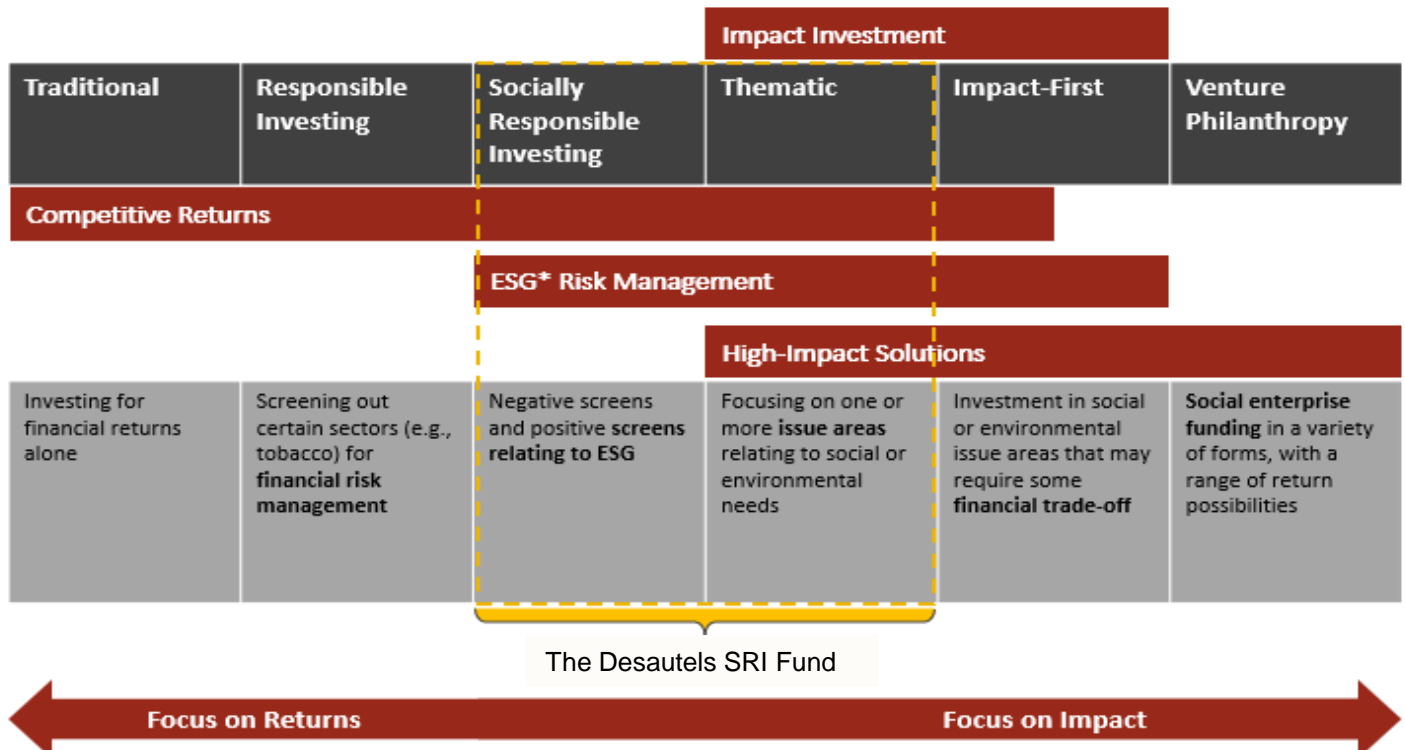 Impact Investment
Traditional
Responsible
Investing
Socially
Responsible
Investing
Thematic
Impact-First
Venture
Philanthropy
Competitive Returns
ESG* Risk Management
High-Impact Solutions
Investing for
financial returns
alone
Screening out
certain sectors (e.g.,
tobacco) for
financial risk
management
Negative screens
and positive screens
relating to ESG
Focusing on one or
more issue areas
relating to social or
environmental
needs
Investment in social
or environmental
issue areas that may
require some
financial trade-off
Social enterprise
funding in a variety
of forms, with a
range of return
possibilities
The Desautels SRI Fund
Focus on Returns
Focus on Impact